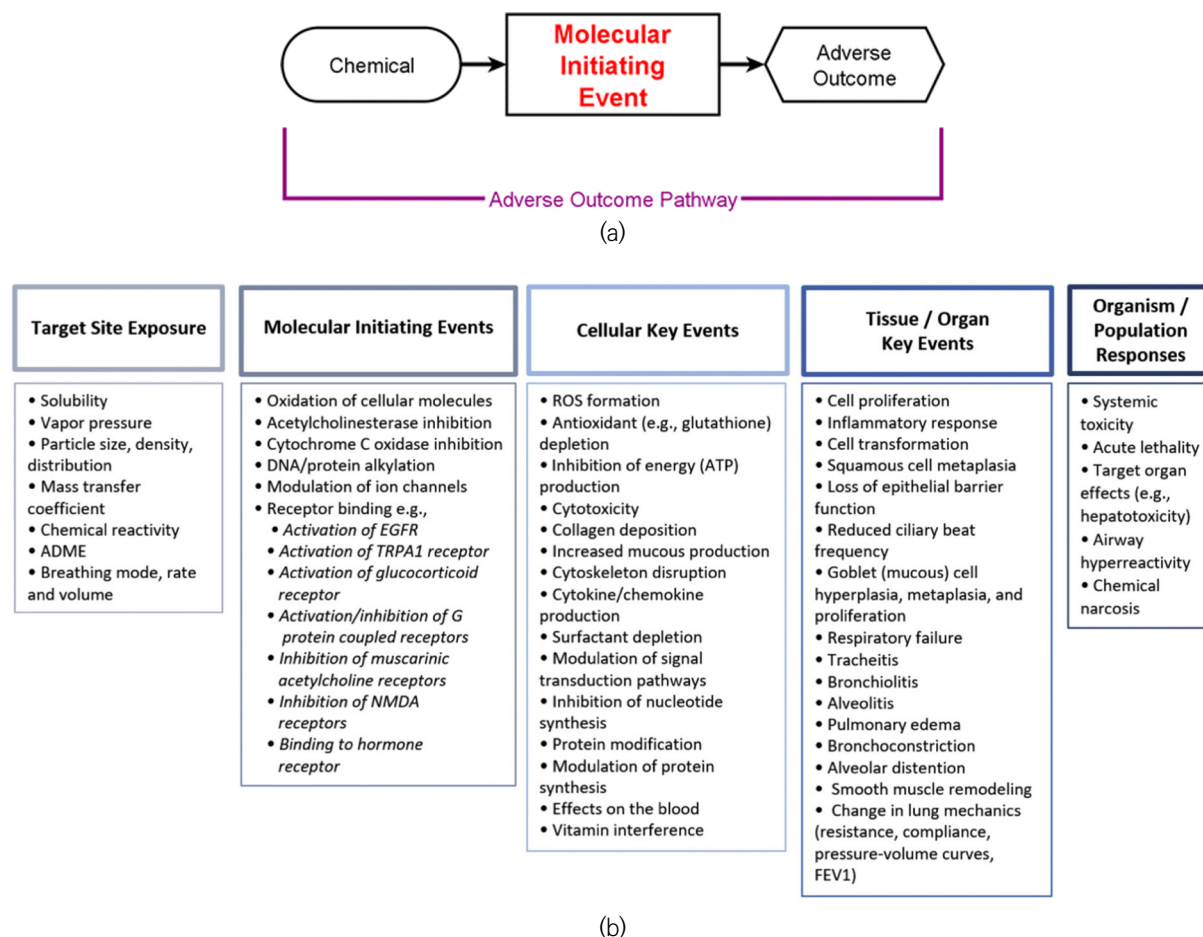 Chemical
Molecular
Initiating
Event
Adverse
Outcome
Adverse Outcome Pathway
(a)
Target Site Exposure
• Solubility
• Vapor pressure
• Particle size, density,
distribution
• Mass transfer
coefficient
• Chemical reactivity
• ADME
• Breathing mode, rate
and volume
Molecular Initiating Events
• Oxidation of cellular molecules
• Acetylcholinesterase inhibition
• Cytochrome C oxidase inhibition
• DNA/protein alkylation
• Modulation of ion channels
• Receptor binding e.g.,
• Activation of EGFR
• Activation of TRPA1 receptor
• Activation of glucocorticoid
receptor
• Activation/inhibition of G
protein coupled receptors
• Inhibition of muscarinic
acetylcholine receptors
• Inhibition of NMDA
receptors
• Binding to hormone
receptor
Cellular Key Events
• ROS formation
• Antioxidant (e.g., glutathione)
depletion
• Inhibition of energy (ATP)
production
• Cytotoxicity
• Collagen deposition
• Increased mucous production
• Cytoskeleton disruption
• Cytokine/chemokine
production
• Surfactant depletion
• Modulation of signal
transduction pathways
• Inhibition of nucleotide
synthesis
• Protein modification
• Modulation of protein
synthesis
• Effects on the blood
• Vitamin interference
Tissue / Organ
Key Events
• Cell proliferation
• Inflammatory response
• Cell transformation
• Squamous cell metaplasia
• Loss of epithelial barrier
function
• Reduced ciliary beat
frequency
• Goblet (mucous) cell
hyperplasia, metaplasia, and
proliferation
• Respiratory failure
• Tracheitis
• Bronchiolitis
• Alveolitis
• Pulmonary edema
• Bronchoconstriction
• Alveolar distention
• Smooth muscle remodeling
• Change in lung mechanics
(resistance, compliance,
pressure-volume curves,
FEV1)
Organism /
Population
Responses
• Systemic
toxicity
• Acute lethality
• Target organ
effects (e.g.,
hepatotoxicity)
• Airway
hyperreactivity
• Chemical
narcosis
(b)